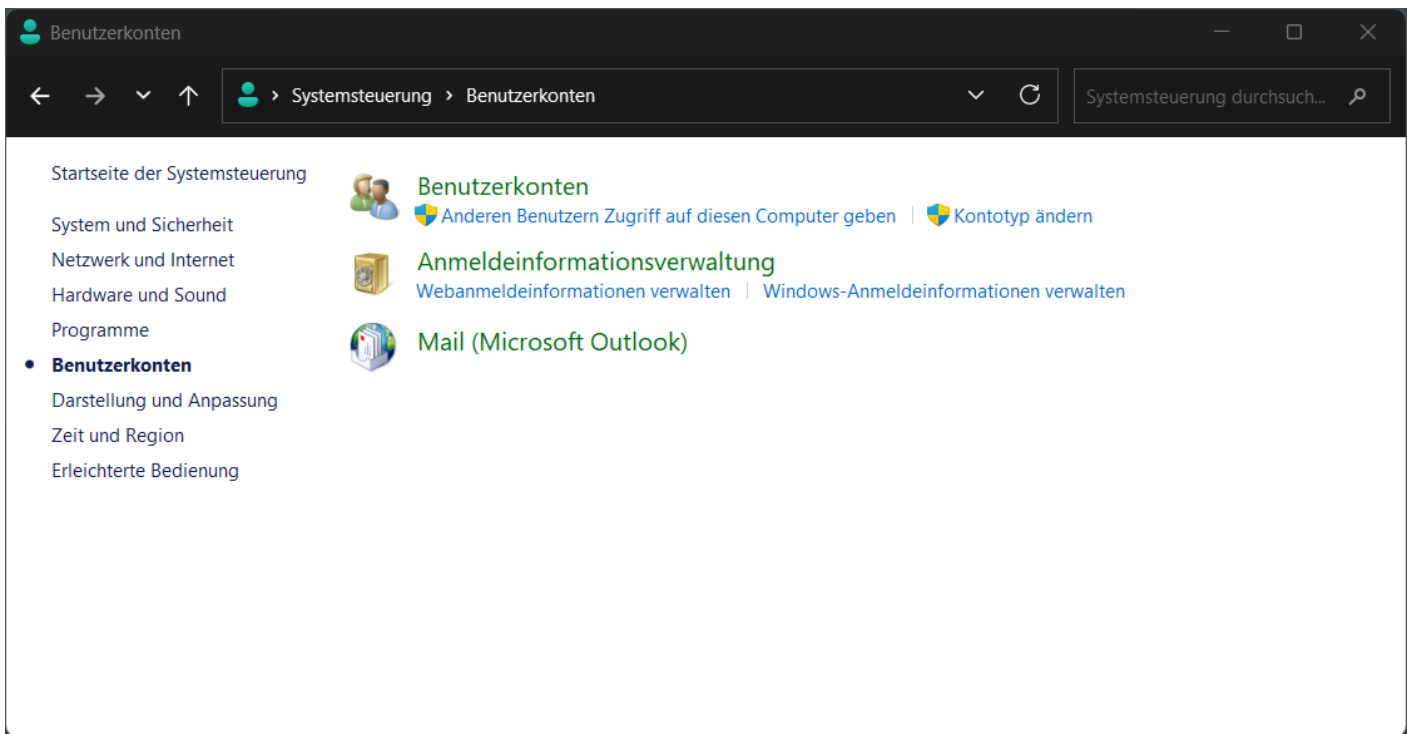 Benutzerkonten
Systemsteuerung > Benutzerkonten
Systemsteuerung durchsuch...
Startseite der Systemsteuerung
System und Sicherheit
Netzwerk und Internet
Hardware und Sound
Programme
Benutzerkonten
Darstellung und Anpassung
Zeit und Region
Erleichterte Bedienung
Benutzerkonten
Anderen Benutzern Zugriff auf diesen Computer geben | Kontotyp ändern
Anmeldeinformationsverwaltung
Webanmeldeinformationen verwalten | Windows-Anmeldeinformationen verwalten
Mail (Microsoft Outlook)